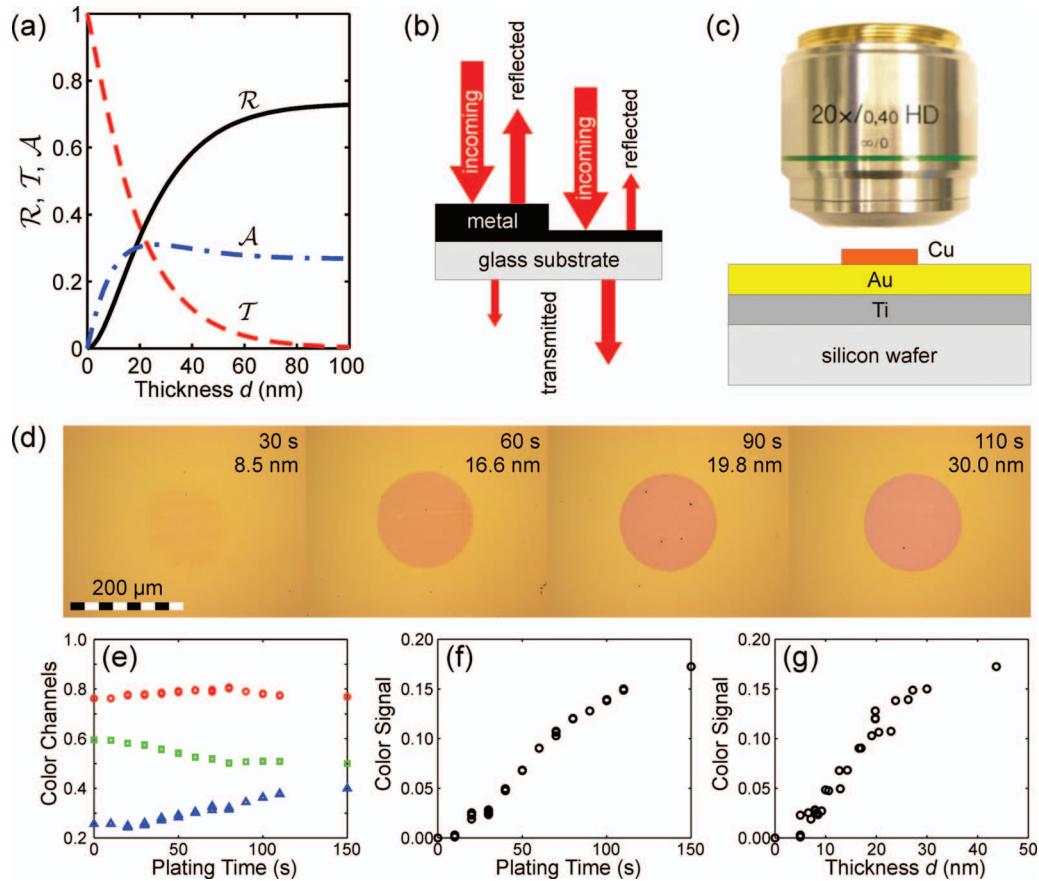 (a)
1
0.8
0.6
0.4
0.2
0
ℛ, 𝒯, 𝒜
ℛ
𝒜
𝒯
0 20 40 60 80 100
Thickness d (nm)
(b)
incoming
reflected
incoming
reflected
metal
glass substrate
transmitted
(c)
20×/0,40 HD
∞/0
Cu
Au
Ti
silicon wafer
(d)
30 s
8.5 nm
60 s
16.6 nm
90 s
19.8 nm
110 s
30.0 nm
200 µm
(e)
1.0
0.8
0.6
0.4
0.2
Color Channels
0 50 100 150
Plating Time (s)
(f)
0.20
0.15
0.10
0.05
0.00
Color Signal
0 50 100 150
Plating Time (s)
(g)
0.20
0.15
0.10
0.05
0.00
Color Signal
0 10 20 30 40 50
Thickness d (nm)